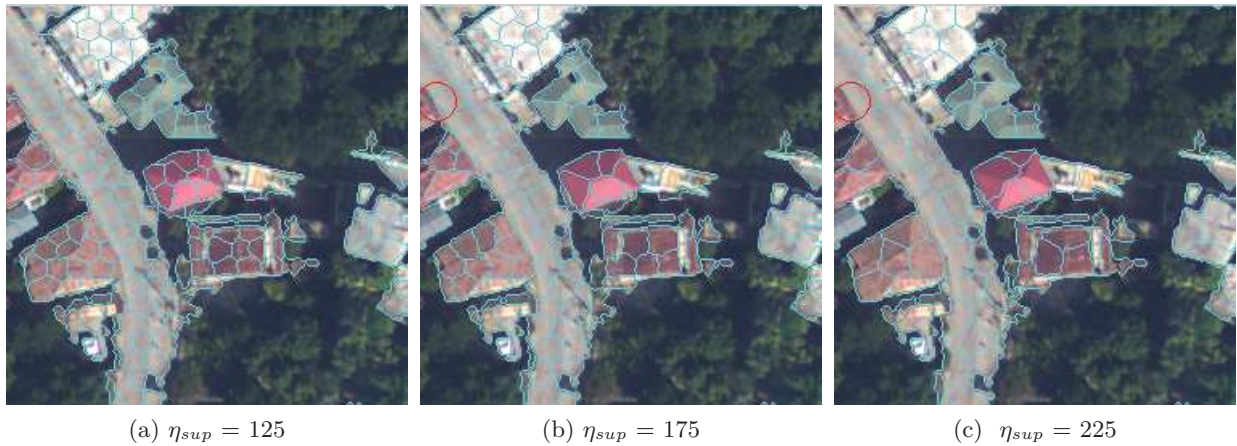 (a) η_sup = 125 (b) η_sup = 175 (c) η_sup = 225